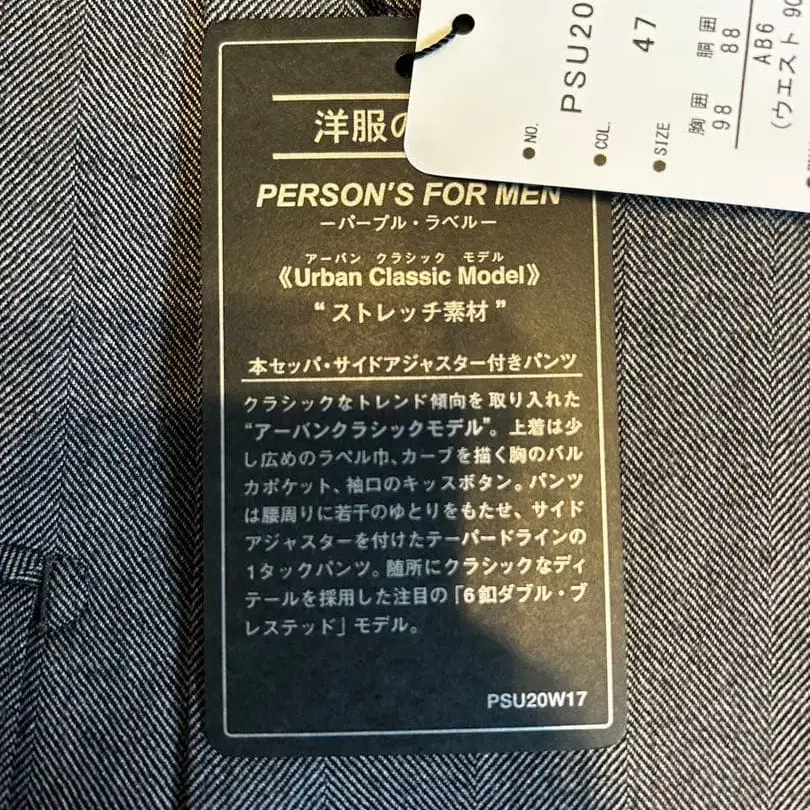 洋服の
PERSON'S FOR MEN
ーパープル・ラベルー
アーバン クラシック モデル
《Urban Classic Model》
“ストレッチ素材”
本セッパ・サイドアジャスター付きパンツ
クラシックなトレンド傾向を取り入れた
“アーバンクラシックモデル”。上着は少
し広めのラペル巾、カーブを描く胸のバル
カポケット、袖口のキッスボタン。パンツ
は腰周りに若干のゆとりをもたせ、サイド
アジャスターを付けたテーパードラインの
1タックパンツ。随所にクラシックなディ
テールを採用した注目の「6釦ダブル・ブ
レステッド」モデル。
PSU20W17
●NO. PSU20
●COL. 47
●SIZE
胸囲 胴囲
98 88
AB6
(ウエスト 90